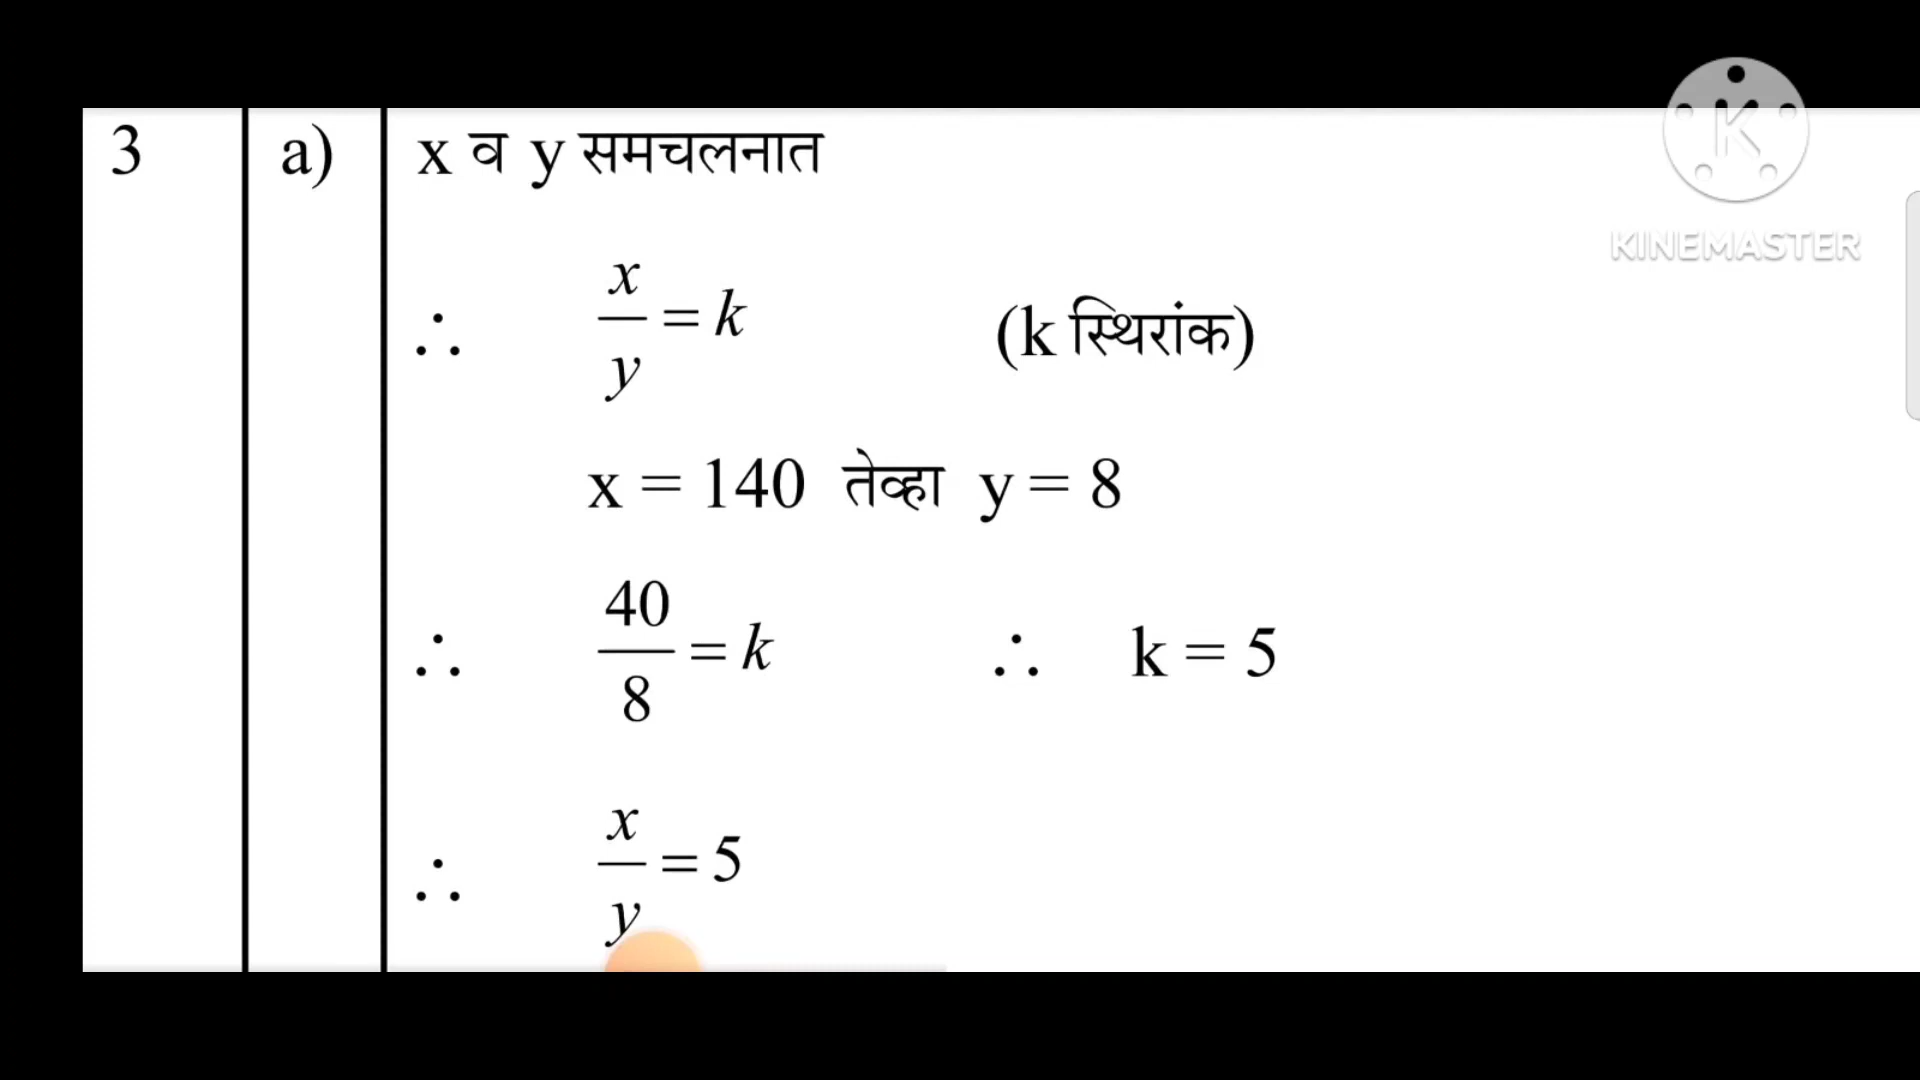 3 a) x व y समचलनात
KINEMASTER
∴ x/y = k (k स्थिरांक)
x = 140 तेव्हा y = 8
∴ 40/8 = k ∴ k = 5
∴ x/y = 5